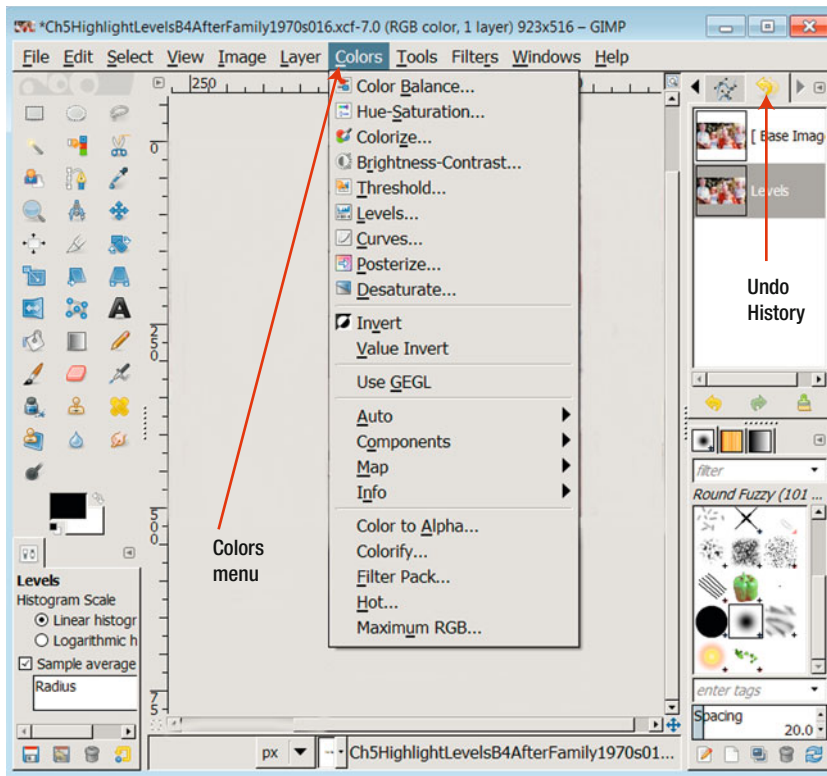 *Ch5HighlightLevelsB4AfterFamily1970s016.xcf-7.0 (RGB color, 1 layer) 923x516 – GIMP
File Edit Select View Image Layer Colors Tools Filters Windows Help
250
0
250
500
75
Color Balance...
Hue-Saturation...
Colorize...
Brightness-Contrast...
Threshold...
Levels...
Curves...
Posterize...
Desaturate...
Invert
Value Invert
Use GEGL
Auto
Components
Map
Info
Color to Alpha...
Colorify...
Filter Pack...
Hot...
Maximum RGB...
Colors
menu
[ Base Imag
Levels
Undo
History
filter
Round Fuzzy (101 ...
enter tags
Spacing
20.0
Levels
Histogram Scale
Linear histogr
Logarithmic h
Sample average
Radius
px
Ch5HighlightLevelsB4AfterFamily1970s01...